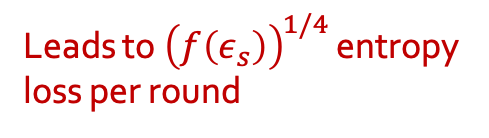 Leads to (f(ϵ_s))^{1/4} entropy
loss per round